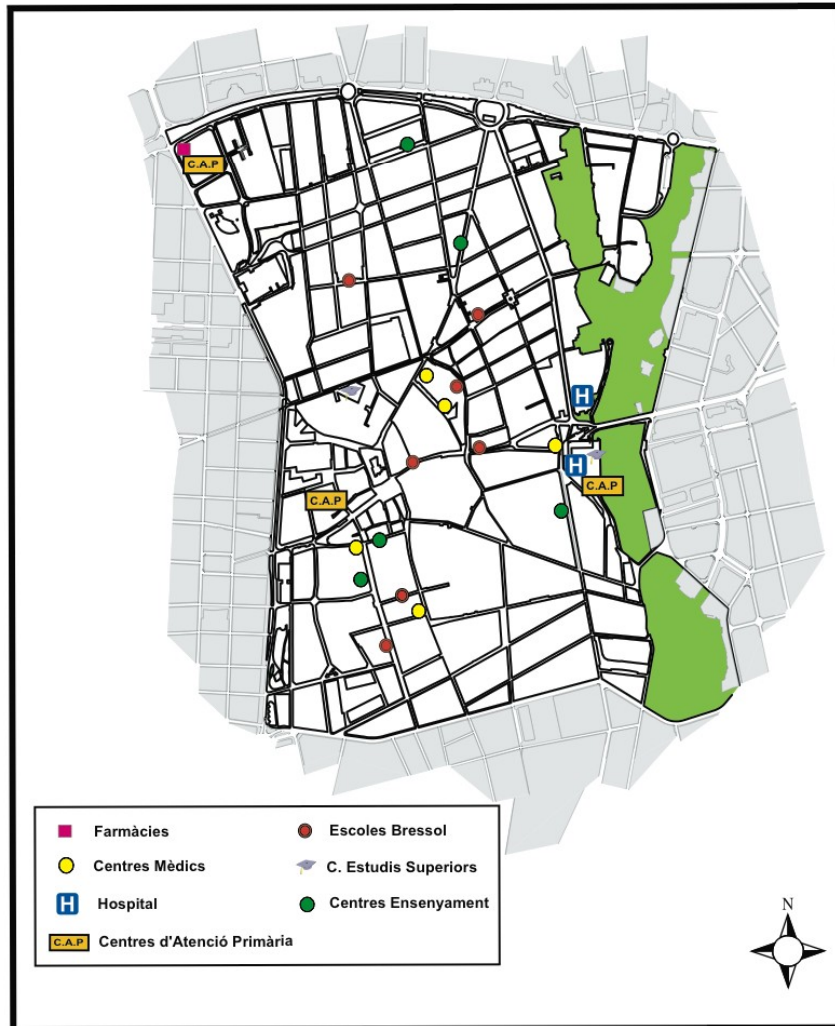 C.A.P
H
H
C.A.P
C.A.P
Farmàcies
Escoles Bressol
Centres Mèdics
C. Estudis Superiors
H
Hospital
Centres Ensenyament
C.A.P
Centres d'Atenció Primària
N